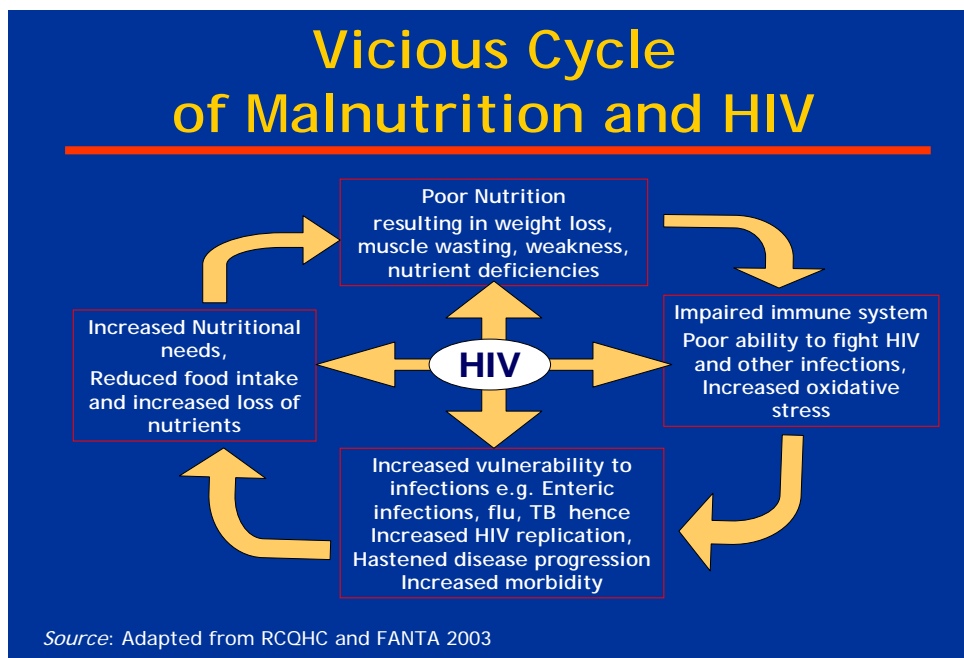 Vicious Cycle
of Malnutrition and HIV
Poor Nutrition
resulting in weight loss,
muscle wasting, weakness,
nutrient deficiencies
Impaired immune system
Poor ability to fight HIV
and other infections,
Increased oxidative
stress
Increased vulnerability to
infections e.g. Enteric
infections, flu, TB hence
Increased HIV replication,
Hastened disease progression
Increased morbidity
Increased Nutritional
needs,
Reduced food intake
and increased loss of
nutrients
HIV
Source: Adapted from RCQHC and FANTA 2003